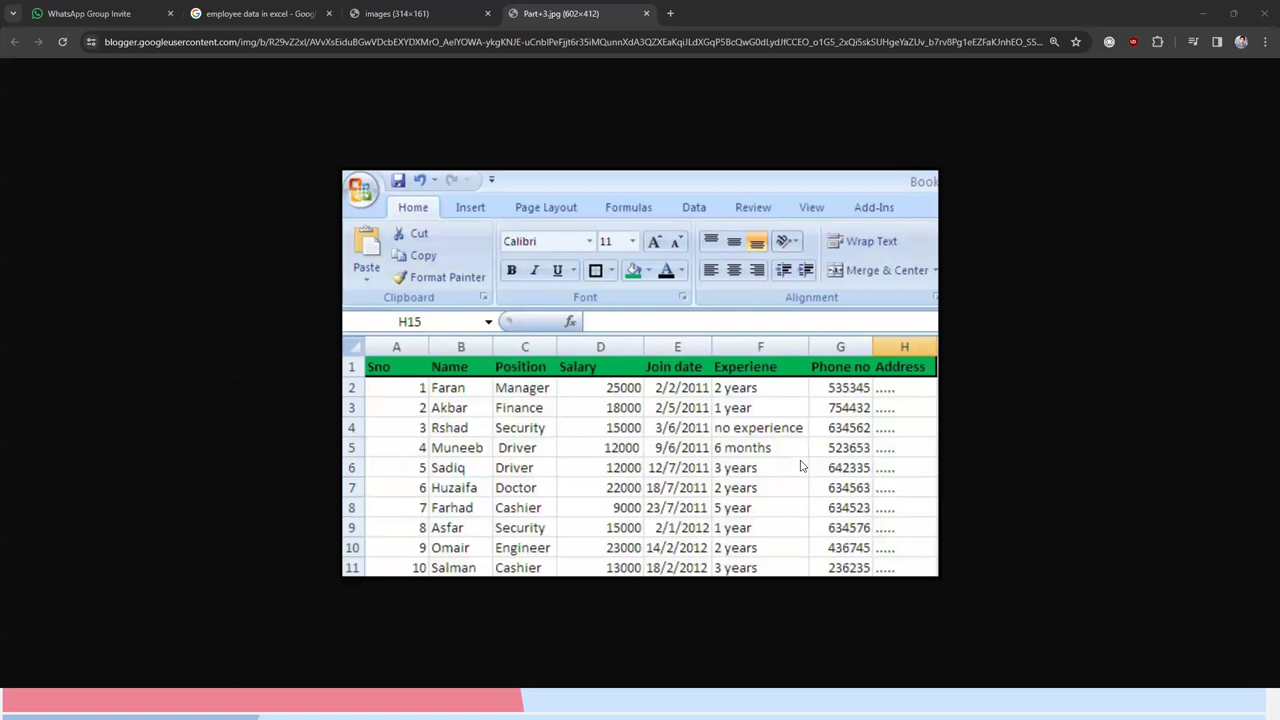 WhatsApp Group Invite
employee data in excel - Goog
images (314×161)
Part+3.jpg (602×412)
Book
Home Insert Page Layout Formulas Data Review View Add-Ins
Paste
Cut
Copy
Format Painter
Calibri 11
B I U
A A
Wrap Text
Merge & Center
Clipboard Font Alignment
H15 fx
A B C D E F G H
1 Sno Name Position Salary Join date Experiene Phone no Address
2 1 Faran Manager 25000 2/2/2011 2 years 535345 .....
3 2 Akbar Finance 18000 2/5/2011 1 year 754432 .....
4 3 Rshad Security 15000 3/6/2011 no experience 634562 .....
5 4 Muneeb Driver 12000 9/6/2011 6 months 523653 .....
6 5 Sadiq Driver 12000 12/7/2011 3 years 642335 .....
7 6 Huzaifa Doctor 22000 18/7/2011 2 years 634563 .....
8 7 Farhad Cashier 9000 23/7/2011 5 year 634523 .....
9 8 Asfar Security 15000 2/1/2012 1 year 634576 .....
10 9 Omair Engineer 23000 14/2/2012 2 years 436745 .....
11 10 Salman Cashier 13000 18/2/2012 3 years 236235 .....